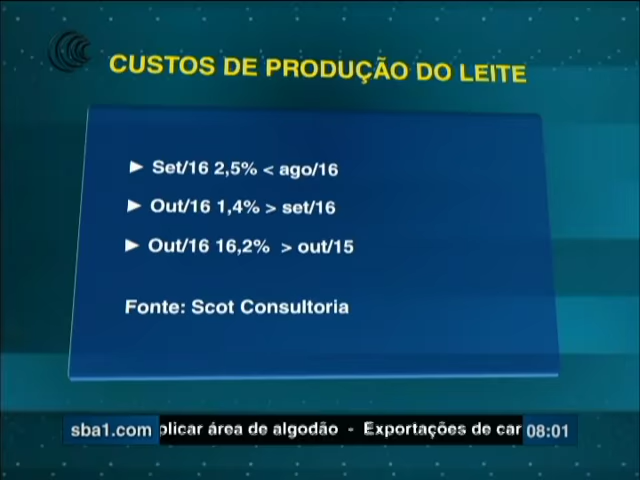 CUSTOS DE PRODUÇÃO DO LEITE
► Set/16 2,5% < ago/16
► Out/16 1,4% > set/16
► Out/16 16,2% > out/15
Fonte: Scot Consultoria
sba1.com plicar área de algodão - Exportações de car 08:01